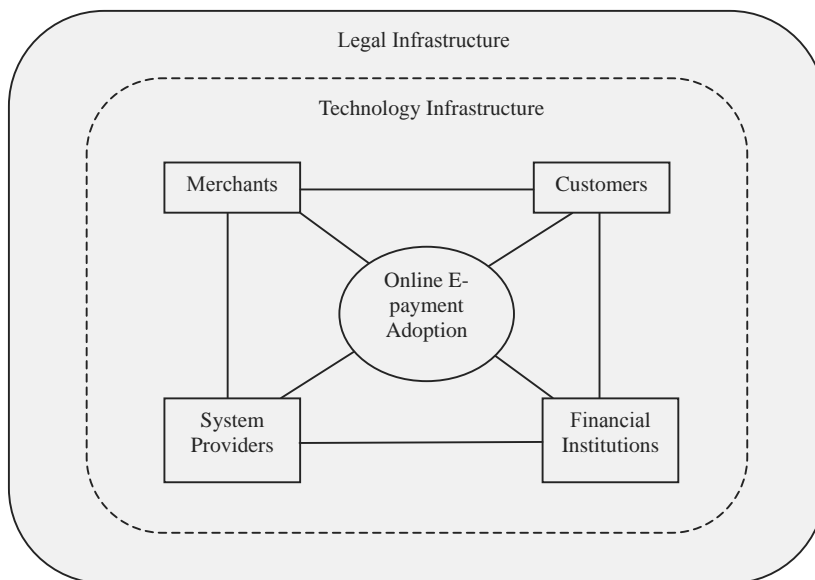 Legal Infrastructure
Technology Infrastructure
Merchants
Customers
Online E-
payment
Adoption
System
Providers
Financial
Institutions